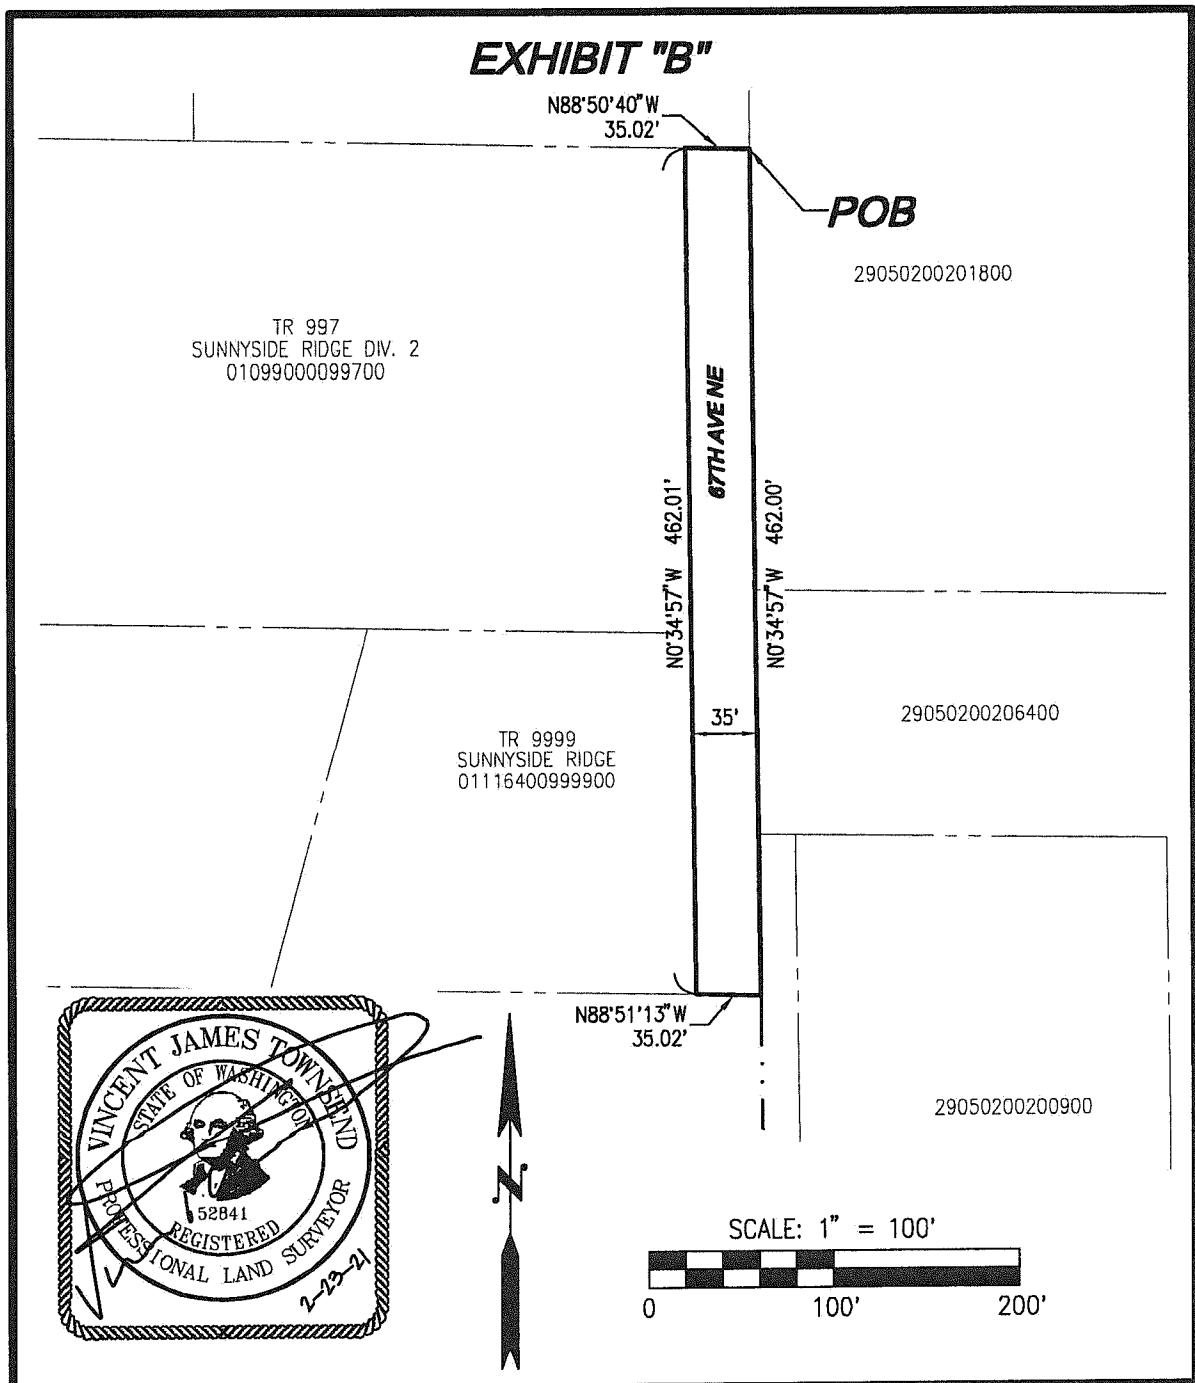 EXHIBIT "B"
N88°50'40"W
35.02'
POB
29050200201800
TR 997
SUNNYSIDE RIDGE DIV. 2
01099000099700
67TH AVE NE
N0°34'57"W 462.01'
N0°34'57"W 462.00'
35'
29050200206400
TR 9999
SUNNYSIDE RIDGE
01116400999900
N88°51'13"W
35.02'
29050200200900
VINCENT JAMES TOWNSEND
STATE OF WASHINGTON
52841
REGISTERED
PROFESSIONAL LAND SURVEYOR
2-23-21
N
SCALE: 1" = 100'
0 100' 200'